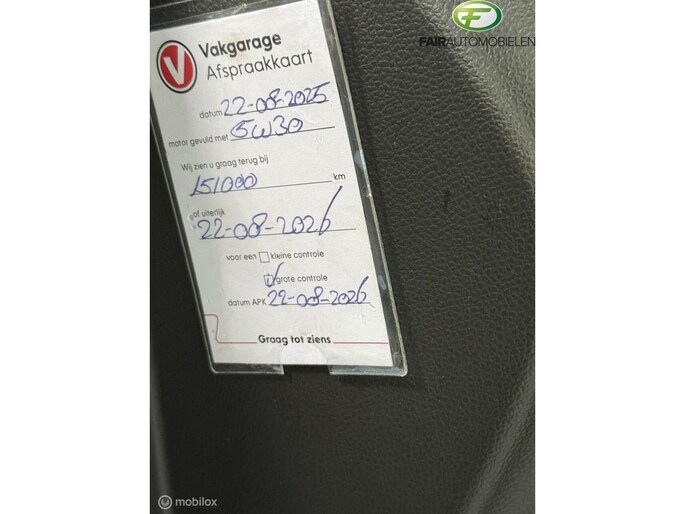 FAIRAUTOMOBIELEN
Vakgarage
Afspraakkaart
datum 22-08-2025
motor gevuld met 5W30
Wij zien u graag terug bij
151000 km
of uiterlijk
22-08-2026
voor een kleine controle
grote controle
datum APK 22-08-2026
Graag tot ziens
mobilox